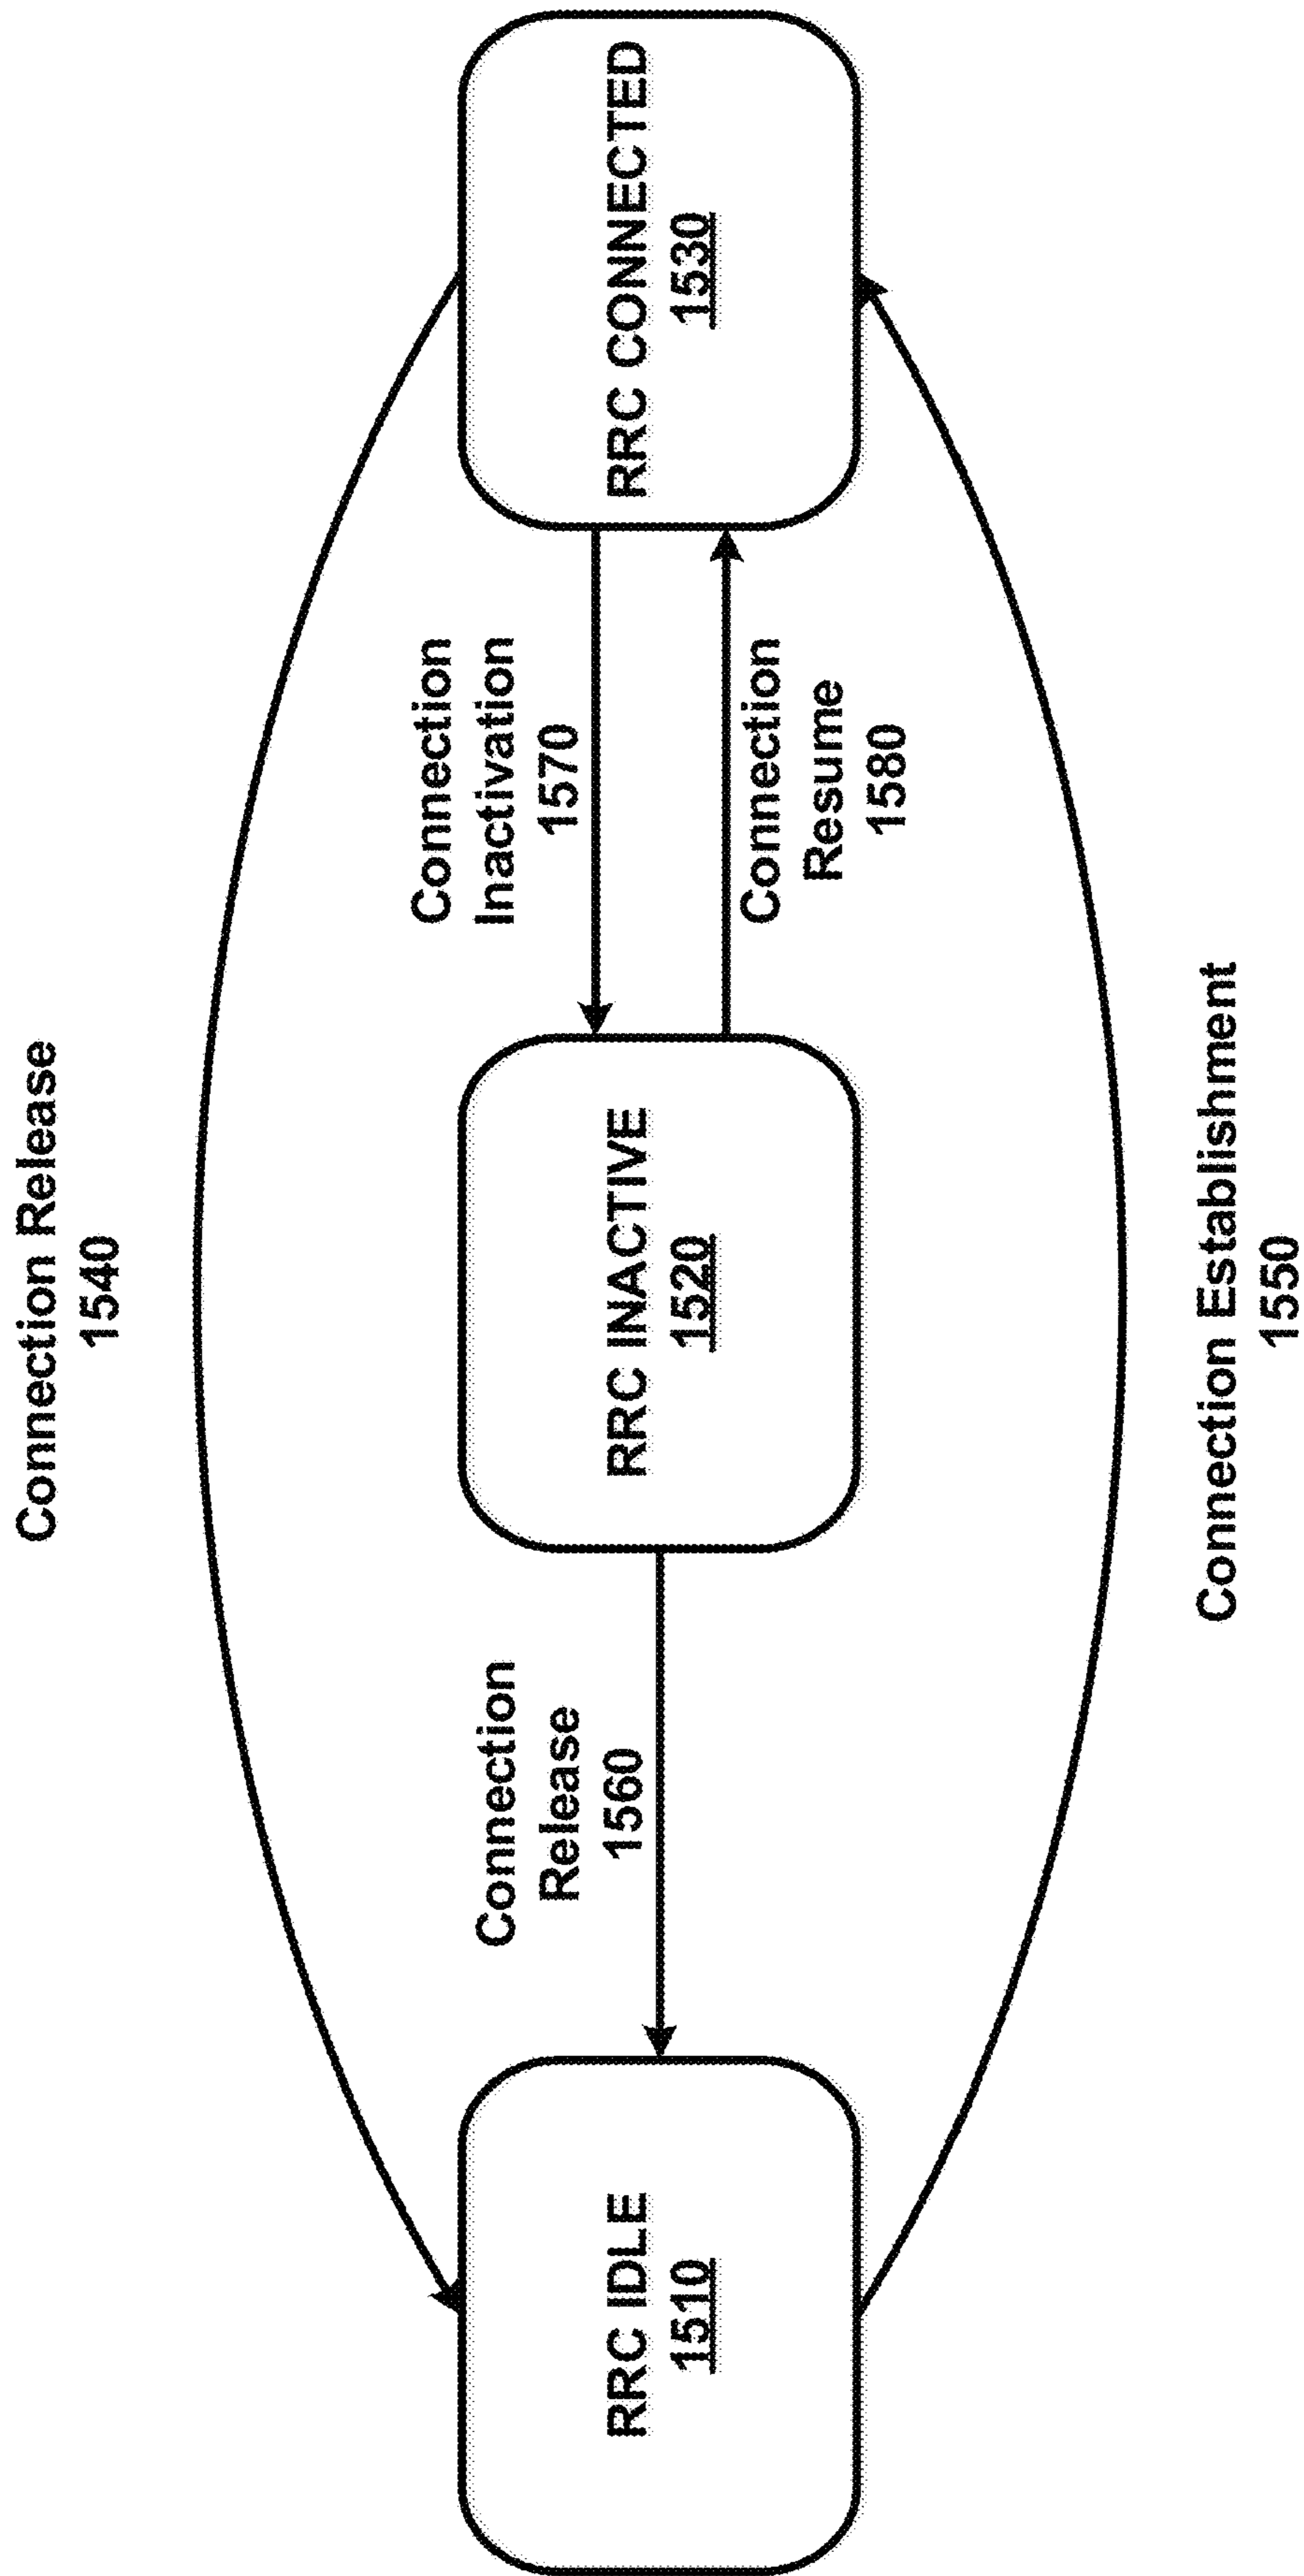 Connection Release
1540
RRC IDLE
1510
Connection
Release
1560
RRC INACTIVE
1520
Connection
Inactivation
1570
Connection
Resume
1580
RRC CONNECTED
1530
Connection Establishment
1550